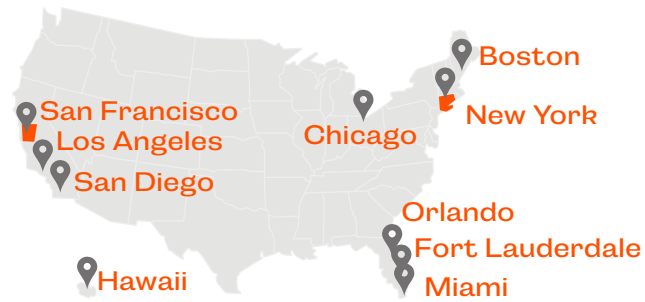 Boston
San Francisco
New York
Chicago
Los Angeles
San Diego
Orlando
Fort Lauderdale
Hawaii
Miami